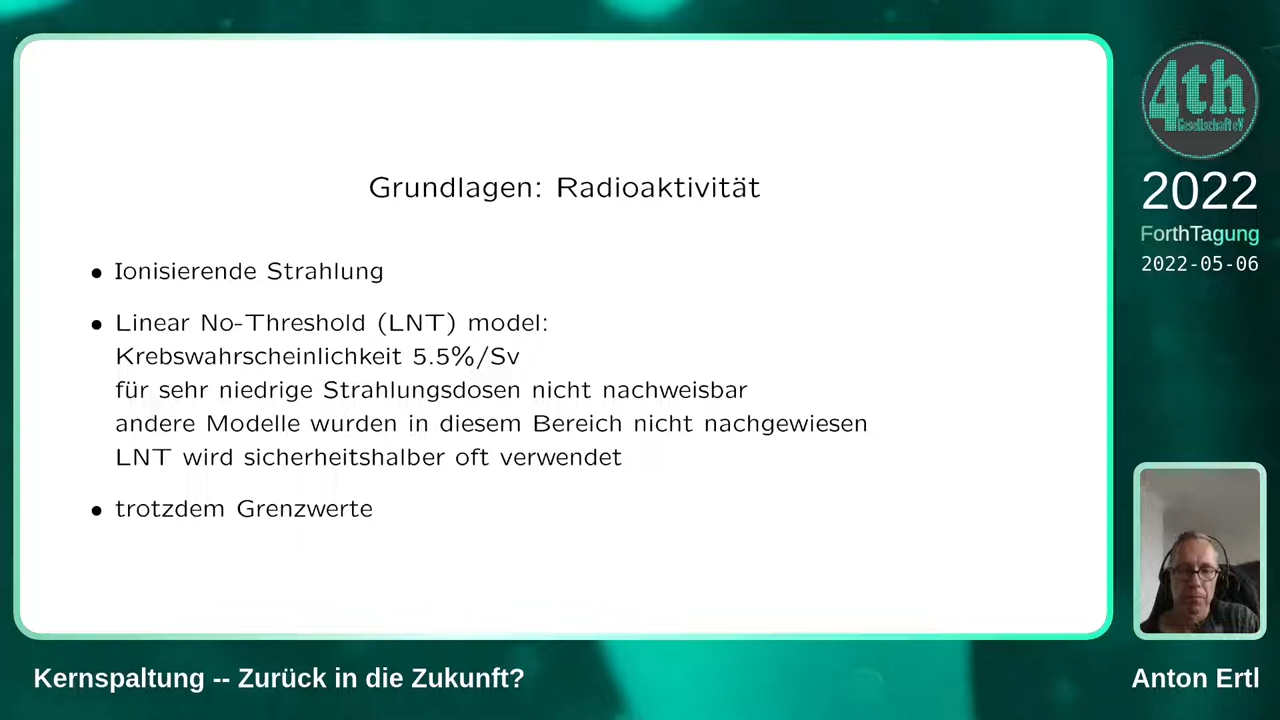 Grundlagen: Radioaktivität
• Ionisierende Strahlung
• Linear No-Threshold (LNT) model:
Krebswahrscheinlichkeit 5.5%/Sv
für sehr niedrige Strahlungsdosen nicht nachweisbar
andere Modelle wurden in diesem Bereich nicht nachgewiesen
LNT wird sicherheitshalber oft verwendet
• trotzdem Grenzwerte
4th
Gesellschaft eV
2022
ForthTagung
2022-05-06
Kernspaltung -- Zurück in die Zukunft?
Anton Ertl